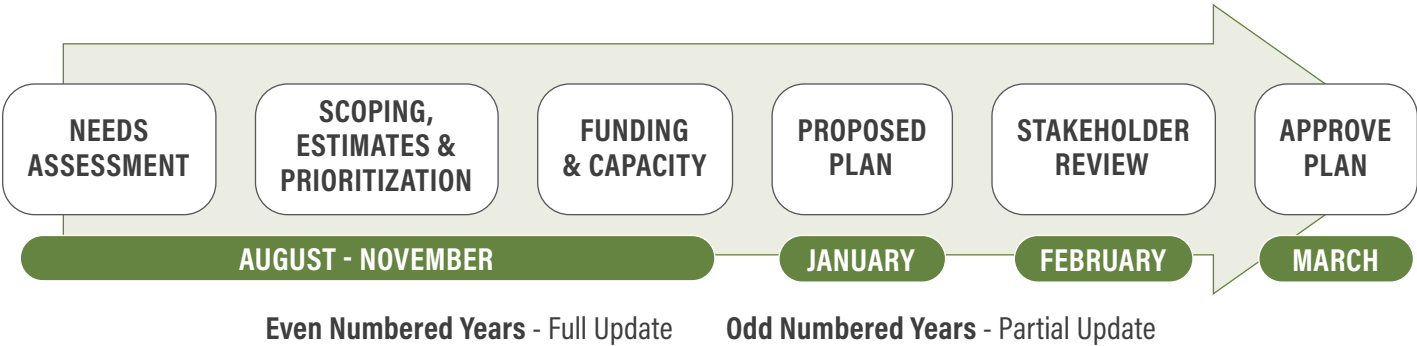 NEEDS
ASSESSMENT
SCOPING,
ESTIMATES &
PRIORITIZATION
FUNDING
& CAPACITY
PROPOSED
PLAN
STAKEHOLDER
REVIEW
APPROVE
PLAN
AUGUST - NOVEMBER
JANUARY
FEBRUARY
MARCH
Even Numbered Years - Full Update
Odd Numbered Years - Partial Update